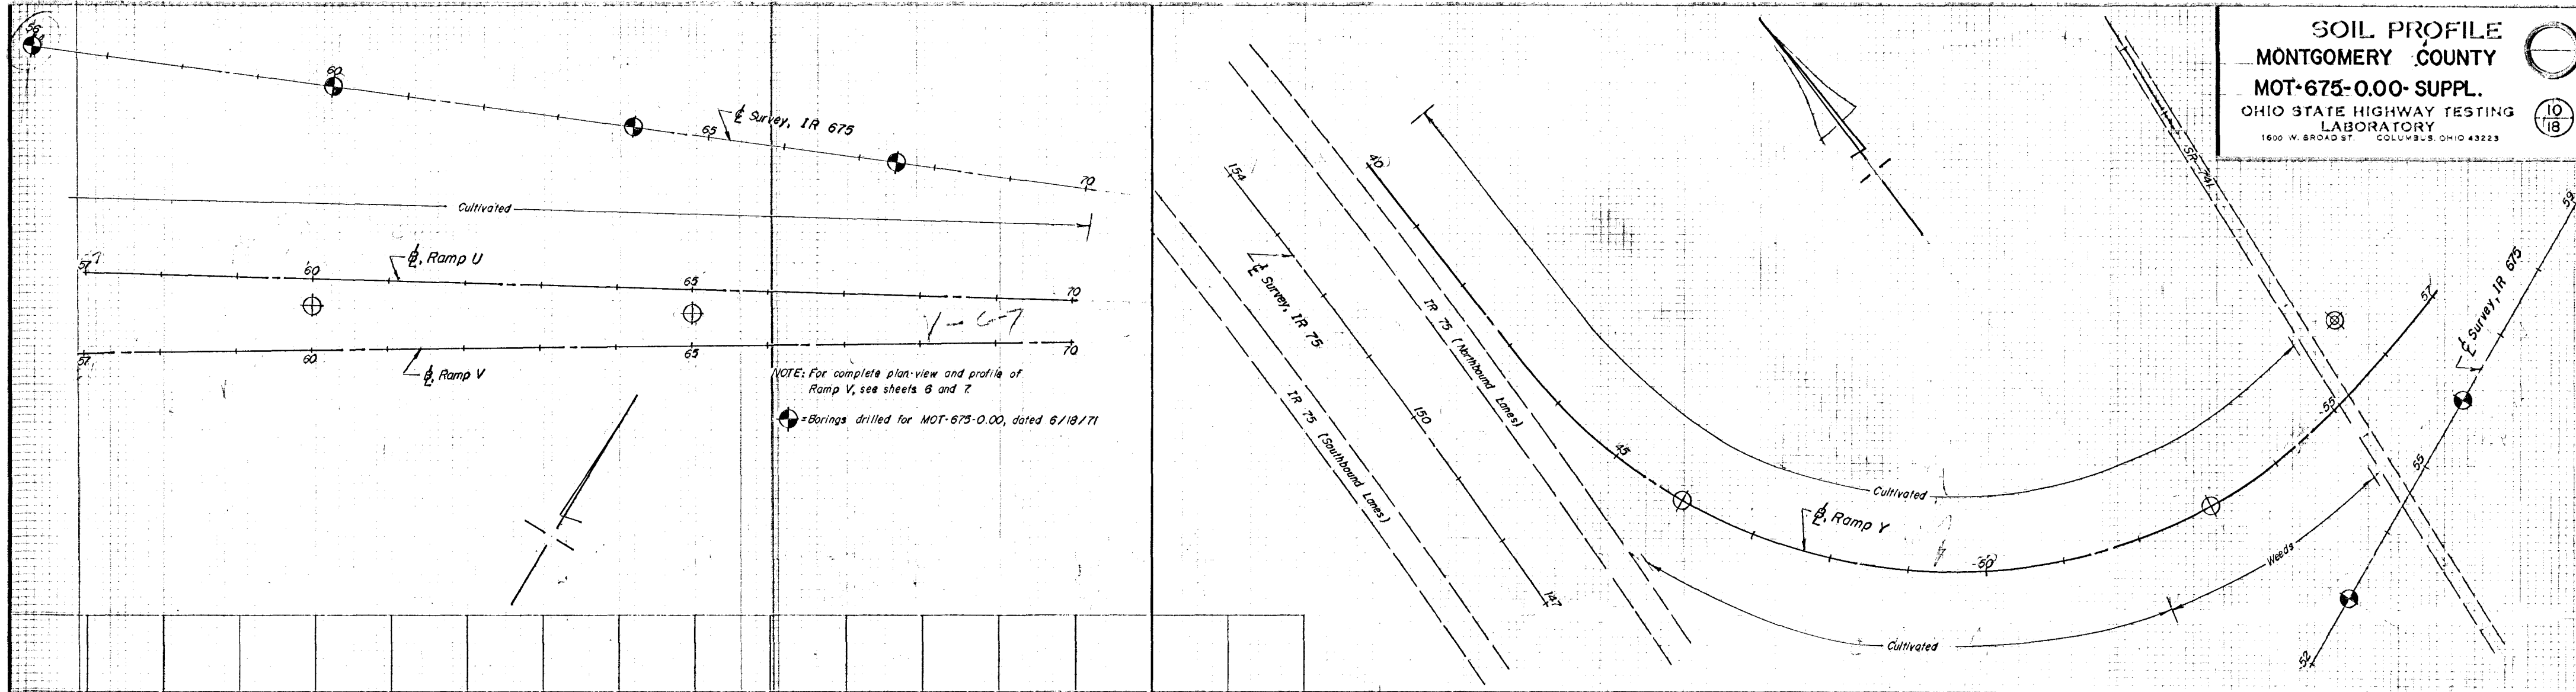 SOIL PROFILE
MONTGOMERY COUNTY
MOT-675-0.00- SUPPL.
OHIO STATE HIGHWAY TESTING
LABORATORY
1600 W. BROAD ST. COLUMBUS, OHIO 43223
10
18
56
60
65
70
℄ Survey, IR 675
Cultivated
57
60
65
70
℄, Ramp U
57
60
65
70
℄, Ramp V
NOTE: For complete plan-view and profile of
Ramp V, see sheets 6 and 7.
=Borings drilled for MOT-675-0.00, dated 6/18/71
154
150
147
℄ Survey, IR 75
IR 75 (Southbound Lanes)
IR 75 (Northbound Lanes)
40
45
50
55
57
℄, Ramp Y
Cultivated
Cultivated
Weeds
SR 741
59
55
52
℄ Survey, IR 675